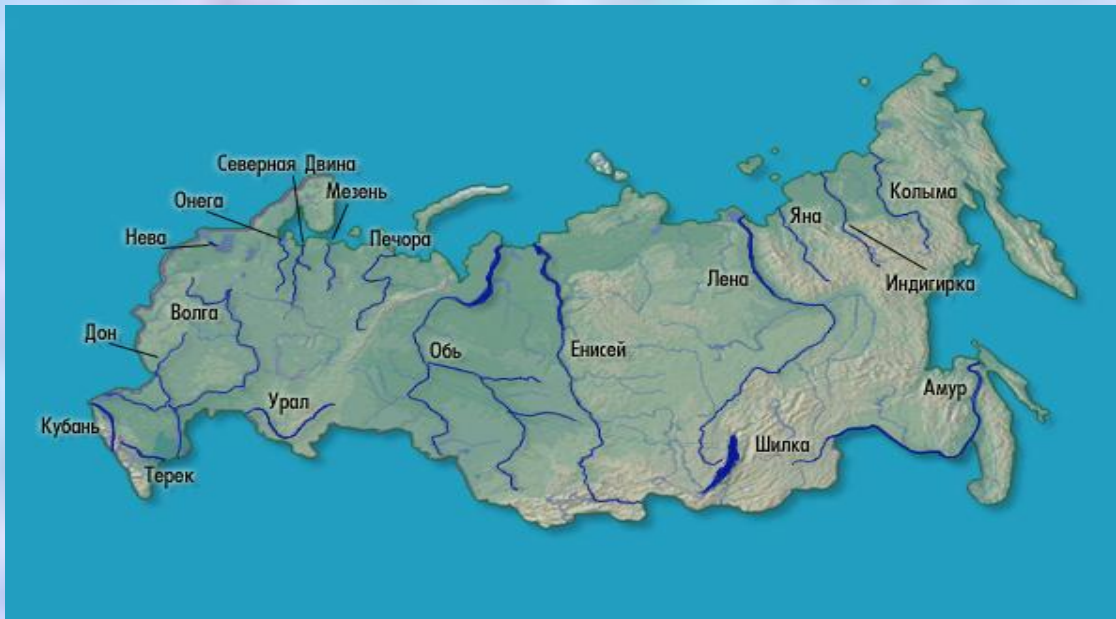 Северная Двина
Мезень
Онега
Нева
Печора
Колыма
Яна
Индигирка
Лена
Волга
Дон
Обь
Енисей
Урал
Амур
Кубань
Шилка
Терек